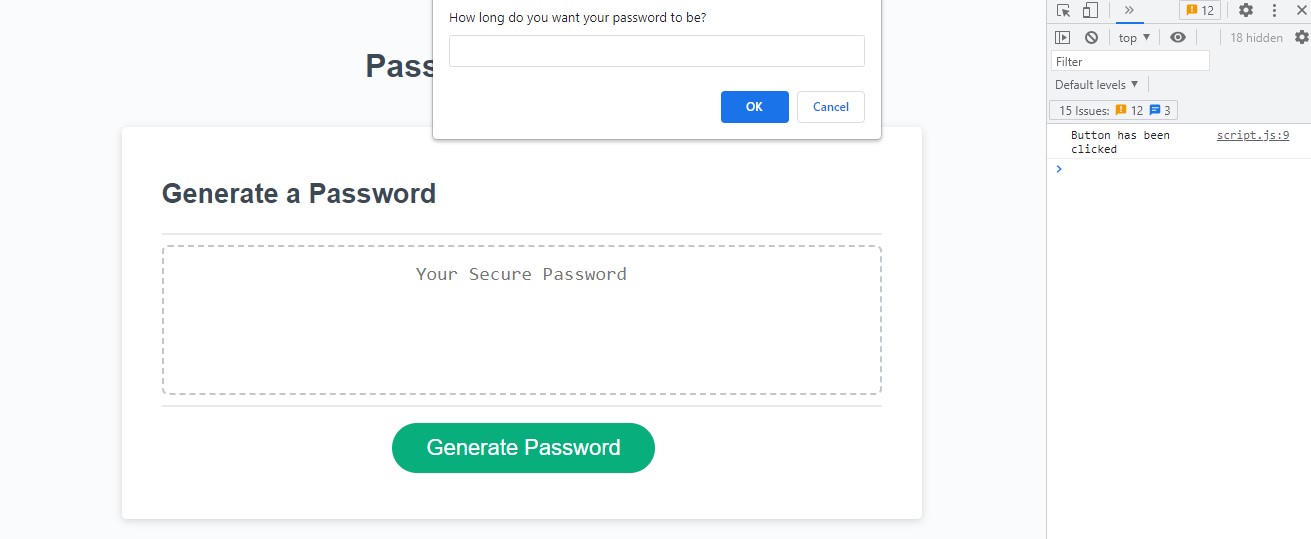 How long do you want your password to be?
OK
Cancel
Pass
Generate a Password
Your Secure Password
Generate Password
12
top ▼
18 hidden
Filter
Default levels ▼
15 Issues: 12 3
Button has been script.js:9
clicked